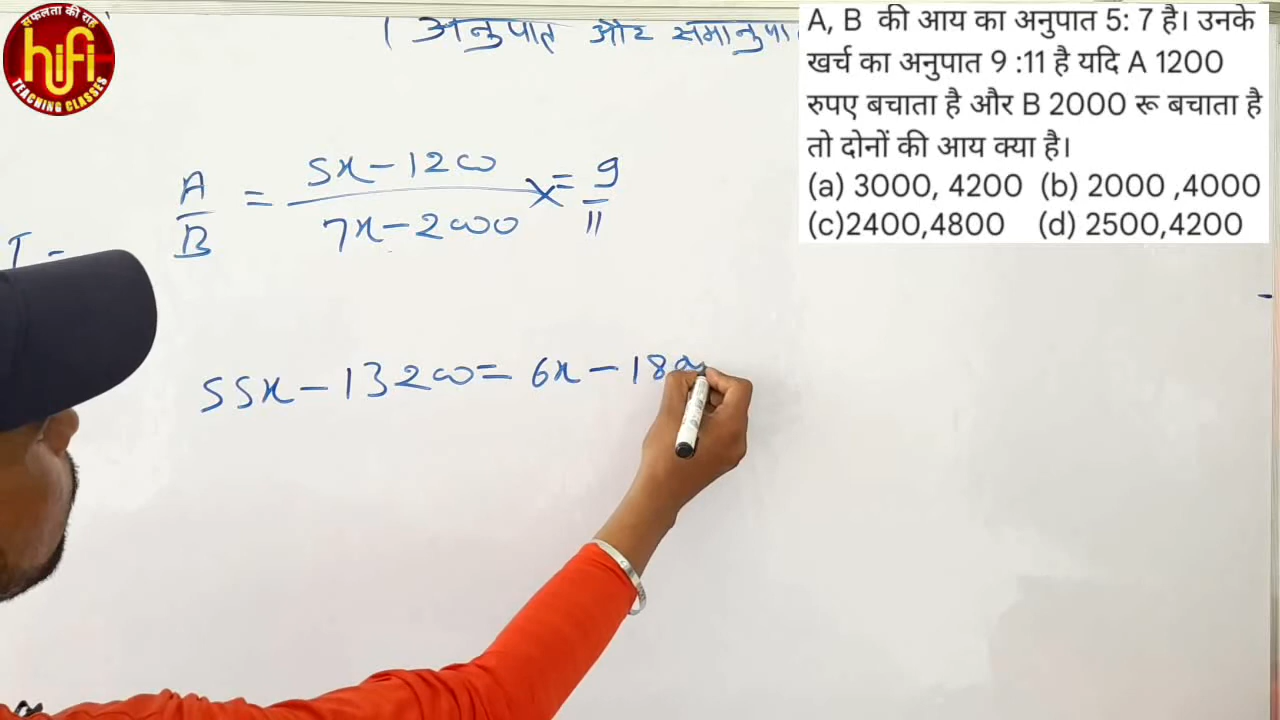 सफलता की राह
hifi
TEACHING CLASSES
अनुपात और समानुपा
A, B की आय का अनुपात 5: 7 है। उनके
खर्च का अनुपात 9 :11 है यदि A 1200
रुपए बचाता है और B 2000 रू बचाता है
तो दोनों की आय क्या है।
(a) 3000, 4200 (b) 2000 ,4000
(c)2400,4800 (d) 2500,4200
A/B = 5x-1200/7x-2000 = 9/11
I -
55x-13200= 6x-18